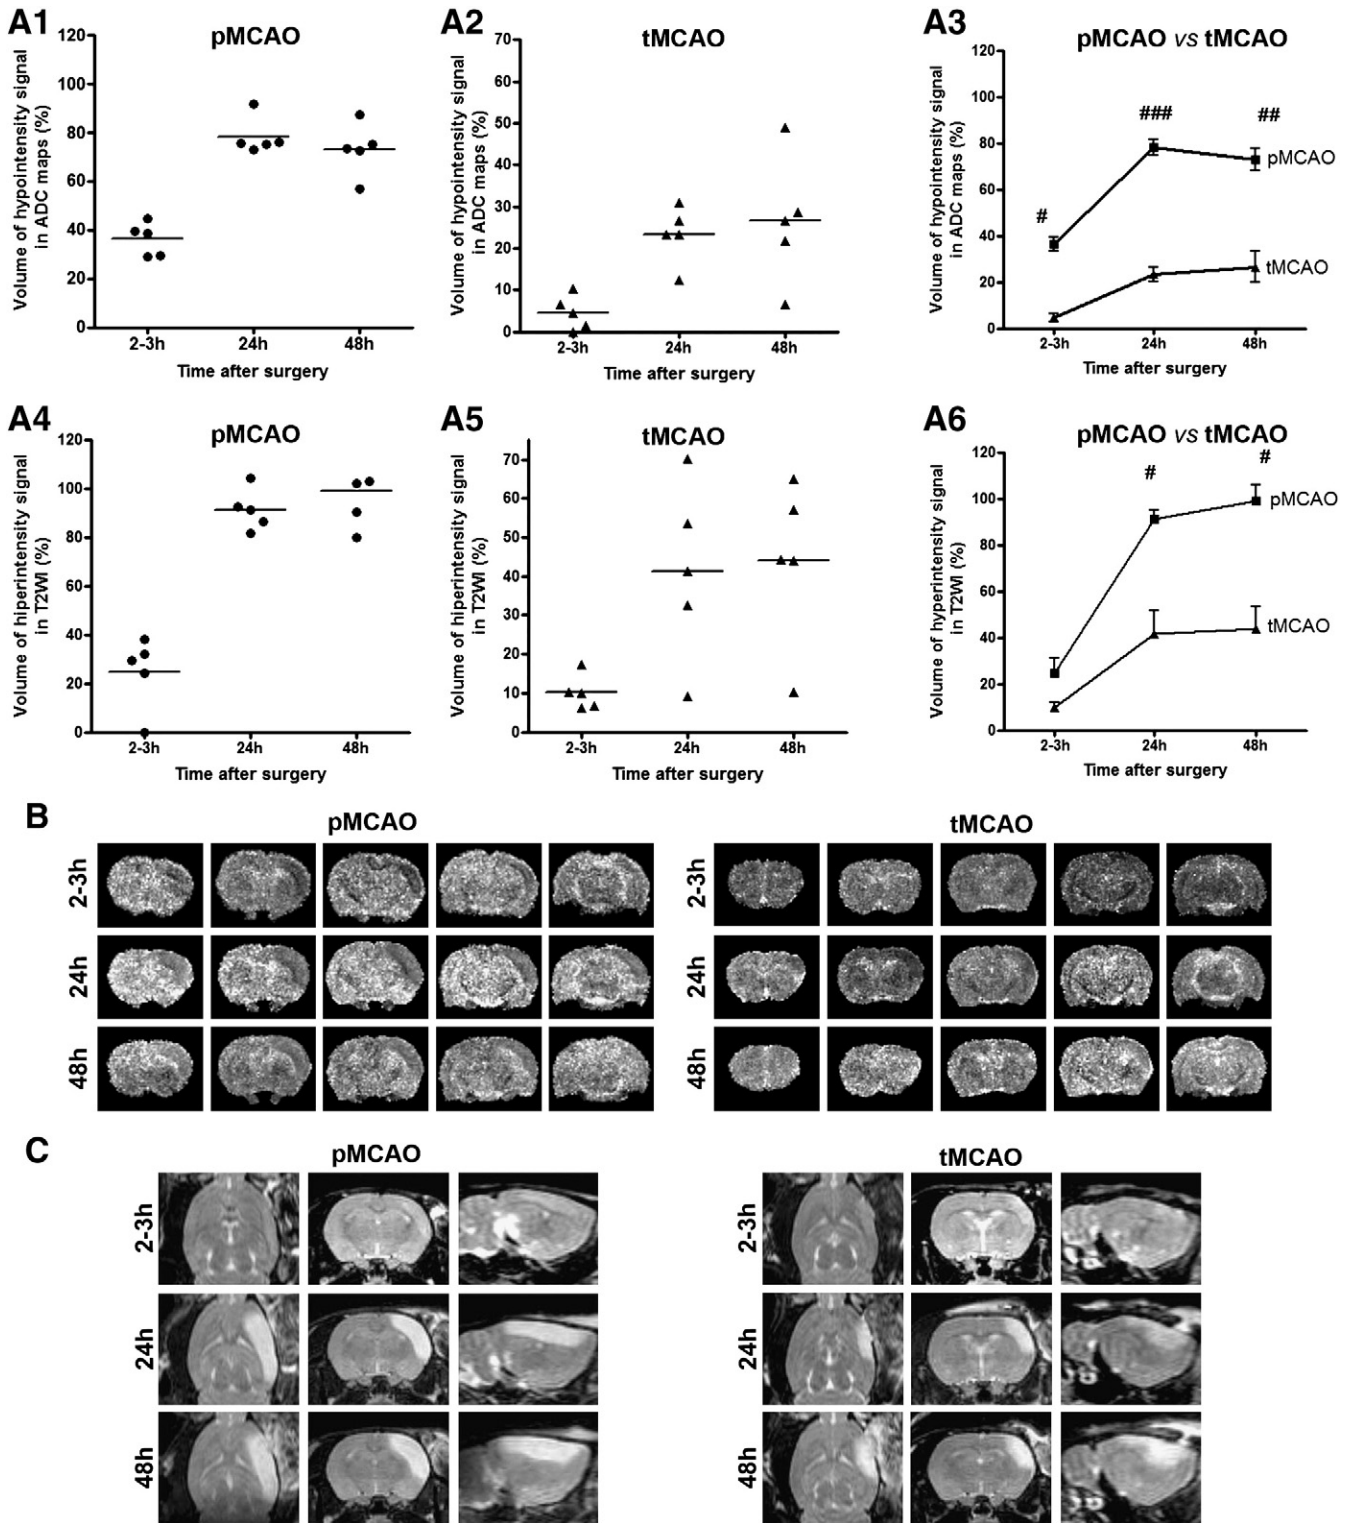 A1
pMCAO
Volume of hypointensity signal
in ADC maps (%)
120
100
80
60
40
20
0
2-3h
24h
48h
Time after surgery
A2
tMCAO
Volume of hypointensity signal
in ADC maps (%)
70
60
50
40
30
20
10
0
2-3h
24h
48h
Time after surgery
A3
pMCAO vs tMCAO
Volume of hypointensity signal
in ADC maps (%)
120
100
80
60
40
20
0
#
###
##
pMCAO
tMCAO
2-3h
24h
48h
Time after surgery
A4
pMCAO
Volume of hiperintensity signal
in T2WI (%)
120
100
80
60
40
20
0
2-3h
24h
48h
Time after surgery
A5
tMCAO
Volume of hiperintensity signal
in T2WI (%)
70
60
50
40
30
20
10
0
2-3h
24h
48h
Time after surgery
A6
pMCAO vs tMCAO
Volume of hyperintensity signal
in T2WI (%)
120
100
80
60
40
20
0
#
#
pMCAO
tMCAO
2-3h
24h
48h
Time after surgery
B
pMCAO
2-3h
24h
48h
tMCAO
2-3h
24h
48h
C
pMCAO
2-3h
24h
48h
tMCAO
2-3h
24h
48h